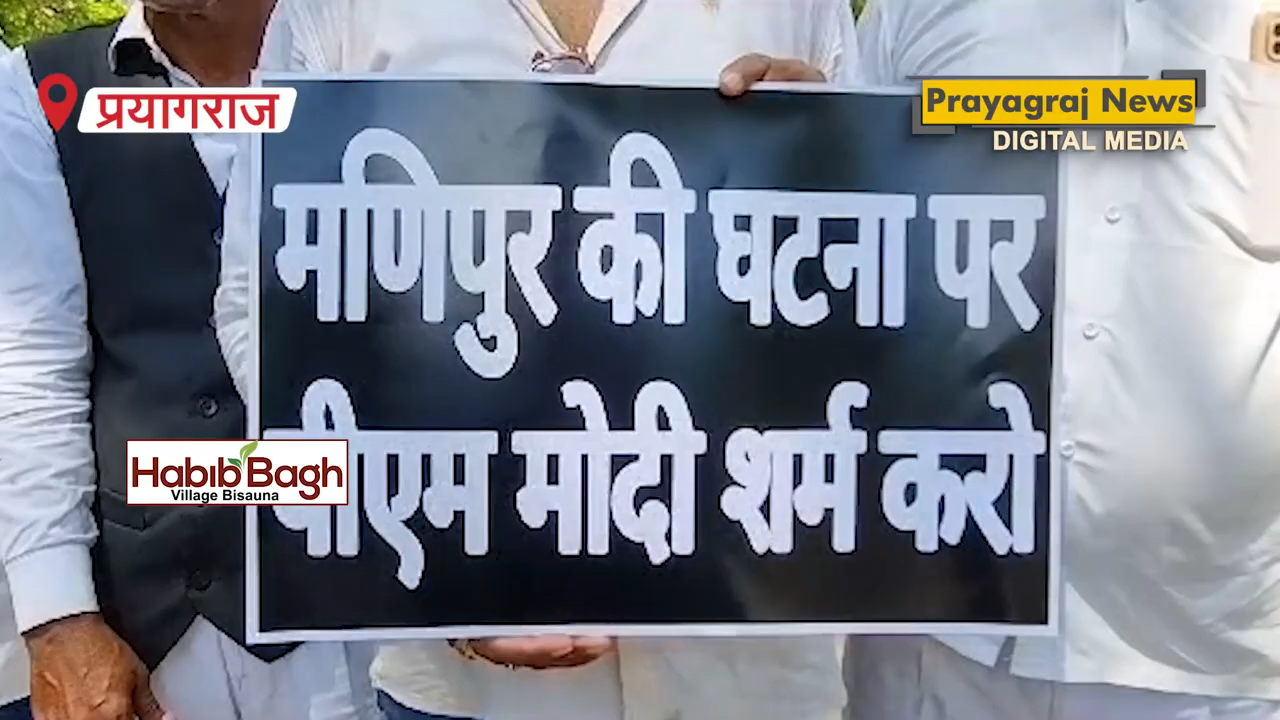 प्रयागराज
Prayagraj News
DIGITAL MEDIA
मणिपुर की घटना पर
पीएम मोदी शर्म करो
Habib Bagh
Village Bisauna